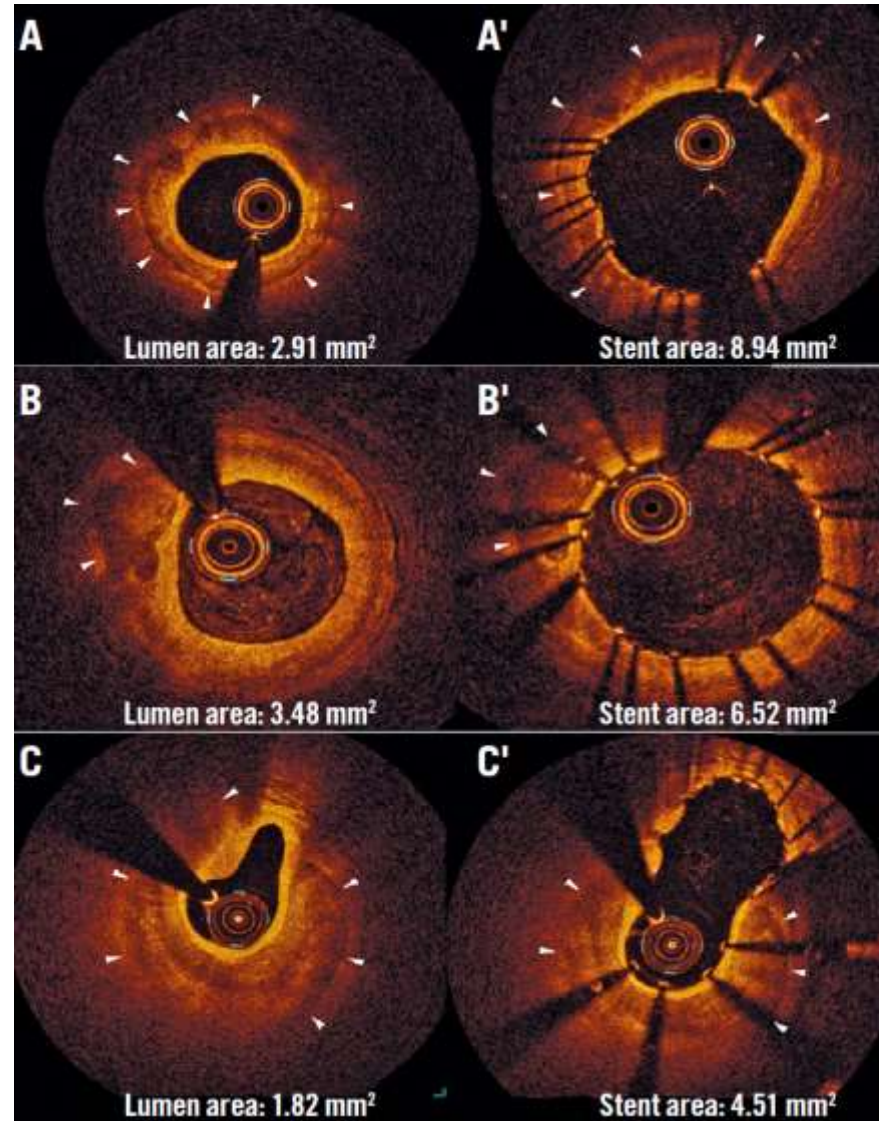 A
A'
Lumen area: 2.91 mm²
Stent area: 8.94 mm²
B
B'
Lumen area: 3.48 mm²
Stent area: 6.52 mm²
C
C'
Lumen area: 1.82 mm²
Stent area: 4.51 mm²